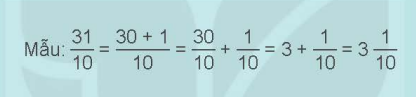 Mẫu: 31/10 = (30 + 1)/10 = 30/10 + 1/10 = 3 + 1/10 = 3 1/10